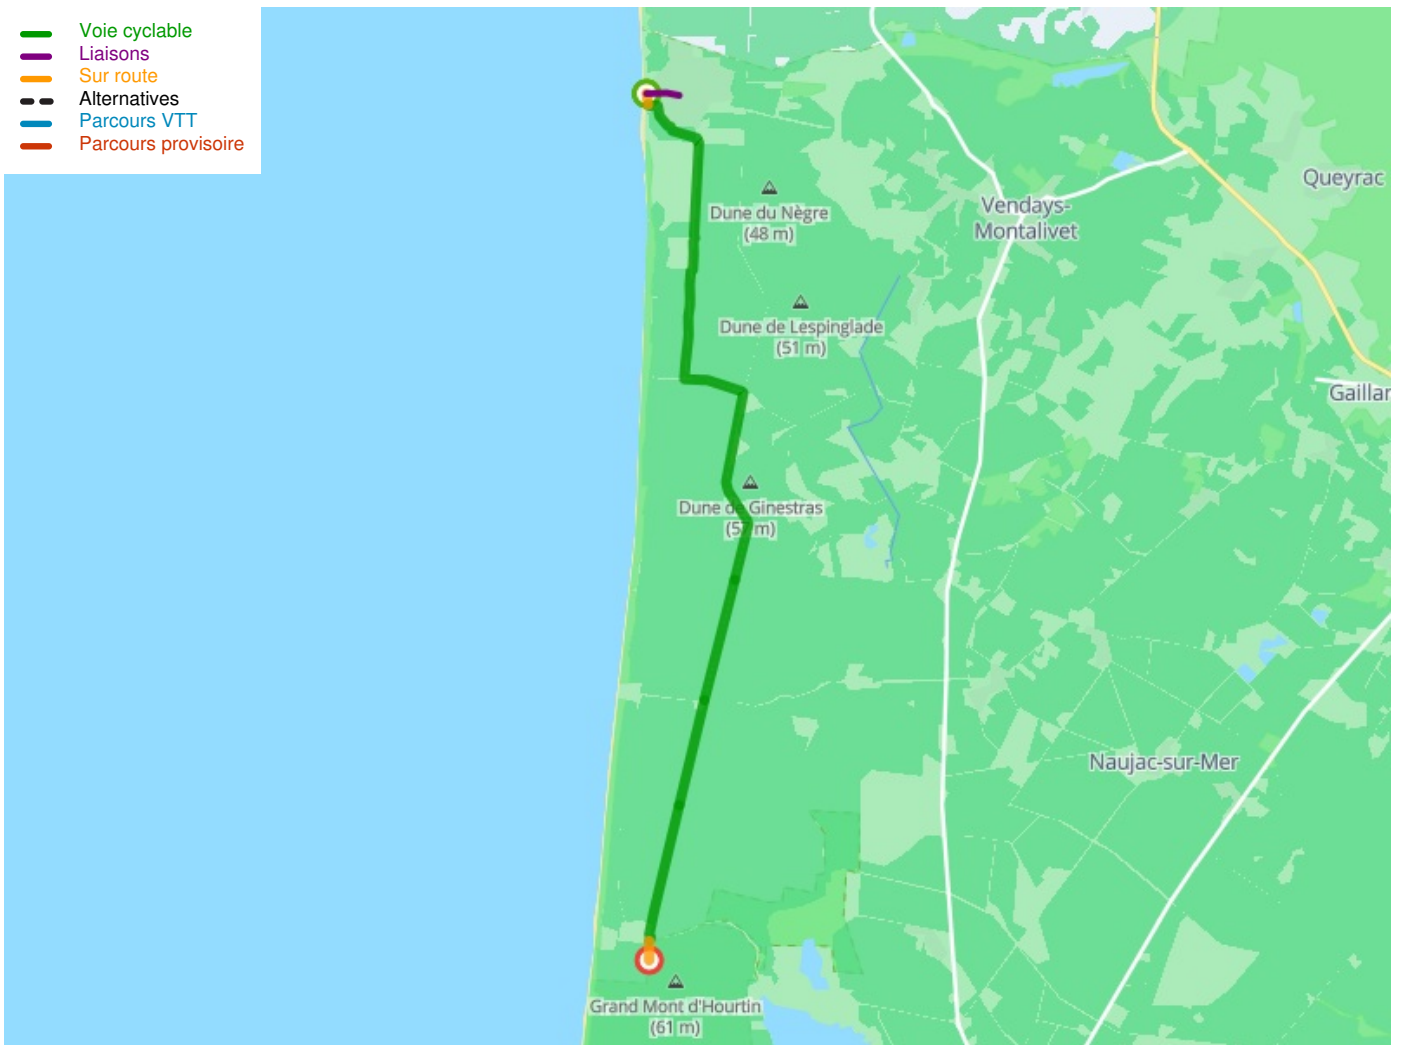 Voie cyclable
Liaisons
Sur route
Alternatives
Parcours VTT
Parcours provisoire
Queyrac
Vendays-
Montalivet
Dune du Nègre
(48 m)
Dune de Lespinglade
(51 m)
Gaillar
Dune de Ginestras
(57 m)
Naujac-sur-Mer
Grand Mont d'Hourtin
(61 m)